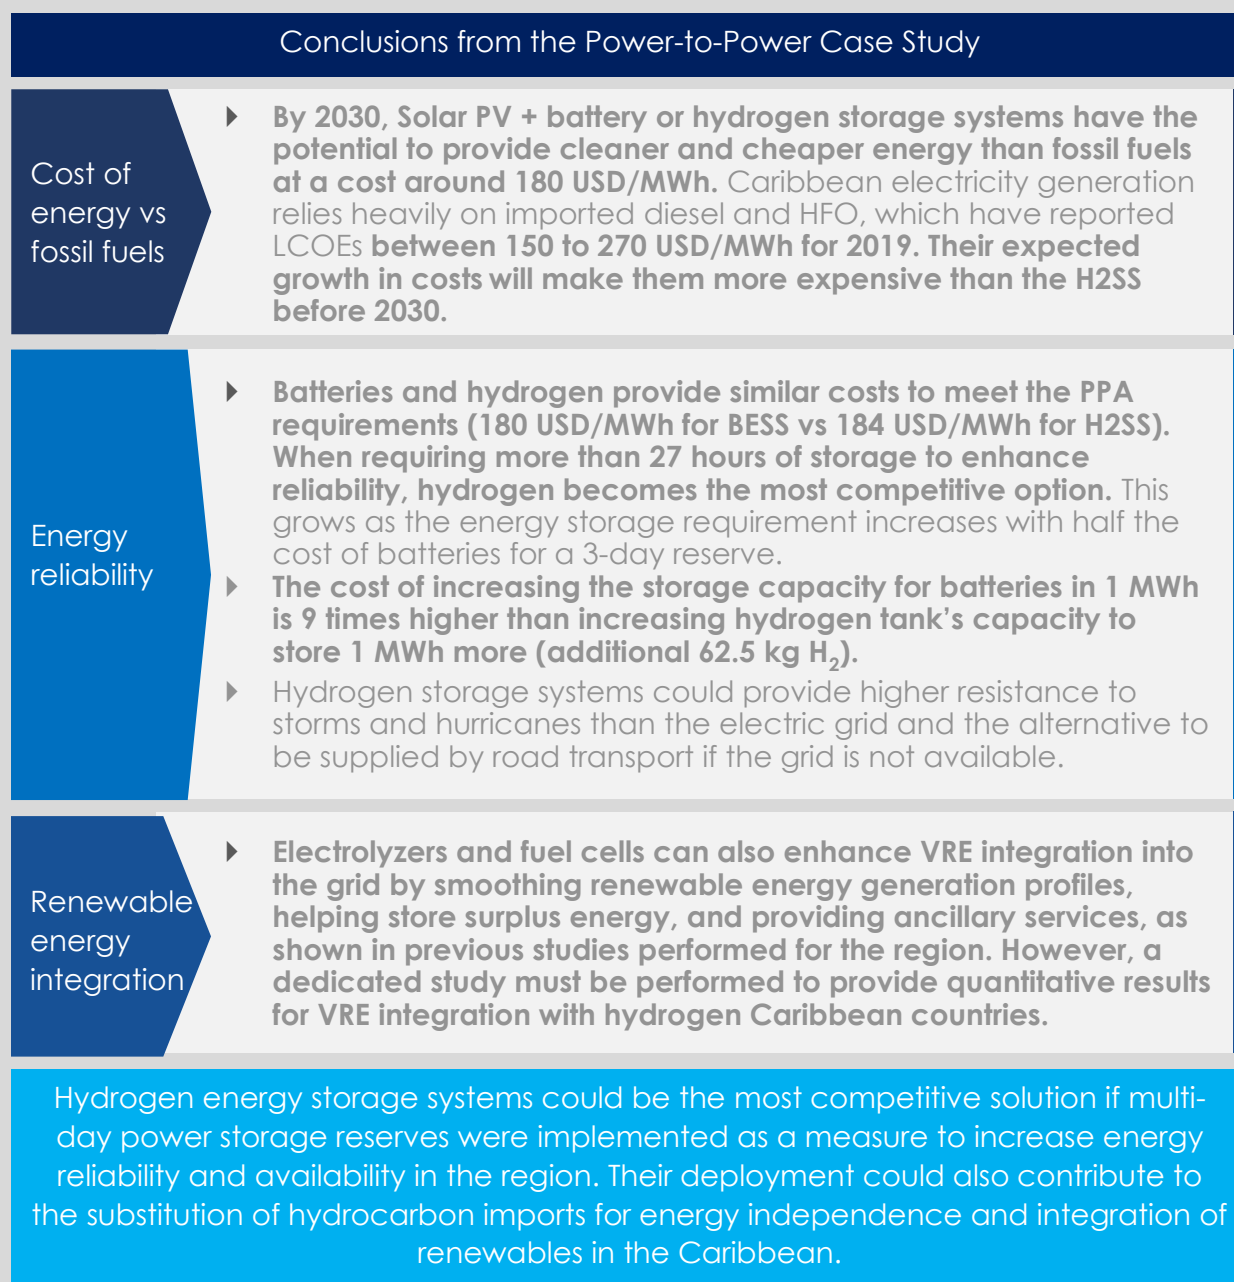 Conclusions from the Power-to-Power Case Study
Cost of
energy vs
fossil fuels
By 2030, Solar PV + battery or hydrogen storage systems have the
potential to provide cleaner and cheaper energy than fossil fuels
at a cost around 180 USD/MWh. Caribbean electricity generation
relies heavily on imported diesel and HFO, which have reported
LCOEs between 150 to 270 USD/MWh for 2019. Their expected
growth in costs will make them more expensive than the H2SS
before 2030.
Energy
reliability
Batteries and hydrogen provide similar costs to meet the PPA
requirements (180 USD/MWh for BESS vs 184 USD/MWh for H2SS).
When requiring more than 27 hours of storage to enhance
reliability, hydrogen becomes the most competitive option. This
grows as the energy storage requirement increases with half the
cost of batteries for a 3-day reserve.
The cost of increasing the storage capacity for batteries in 1 MWh
is 9 times higher than increasing hydrogen tank’s capacity to
store 1 MWh more (additional 62.5 kg H₂).
Hydrogen storage systems could provide higher resistance to
storms and hurricanes than the electric grid and the alternative to
be supplied by road transport if the grid is not available.
Renewable
energy
integration
Electrolyzers and fuel cells can also enhance VRE integration into
the grid by smoothing renewable energy generation profiles,
helping store surplus energy, and providing ancillary services, as
shown in previous studies performed for the region. However, a
dedicated study must be performed to provide quantitative results
for VRE integration with hydrogen Caribbean countries.
Hydrogen energy storage systems could be the most competitive solution if multi-
day power storage reserves were implemented as a measure to increase energy
reliability and availability in the region. Their deployment could also contribute to
the substitution of hydrocarbon imports for energy independence and integration of
renewables in the Caribbean.